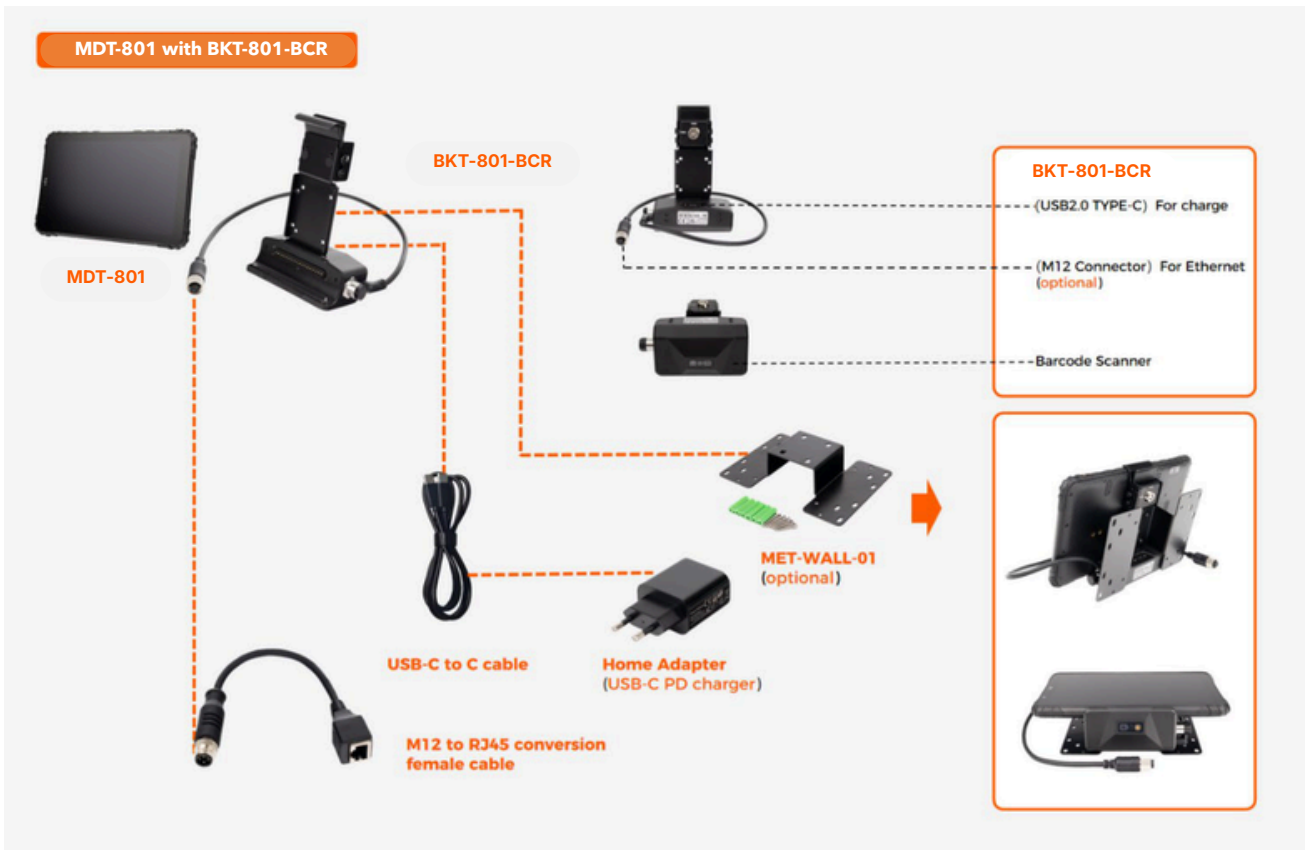 MDT-801 with BKT-801-BCR
BKT-801-BCR
MDT-801
BKT-801-BCR
(USB2.0 TYPE-C) For charge
(M12 Connector) For Ethernet
(optional)
Barcode Scanner
MET-WALL-01
(optional)
USB-C to C cable
Home Adapter
(USB-C PD charger)
M12 to RJ45 conversion
female cable